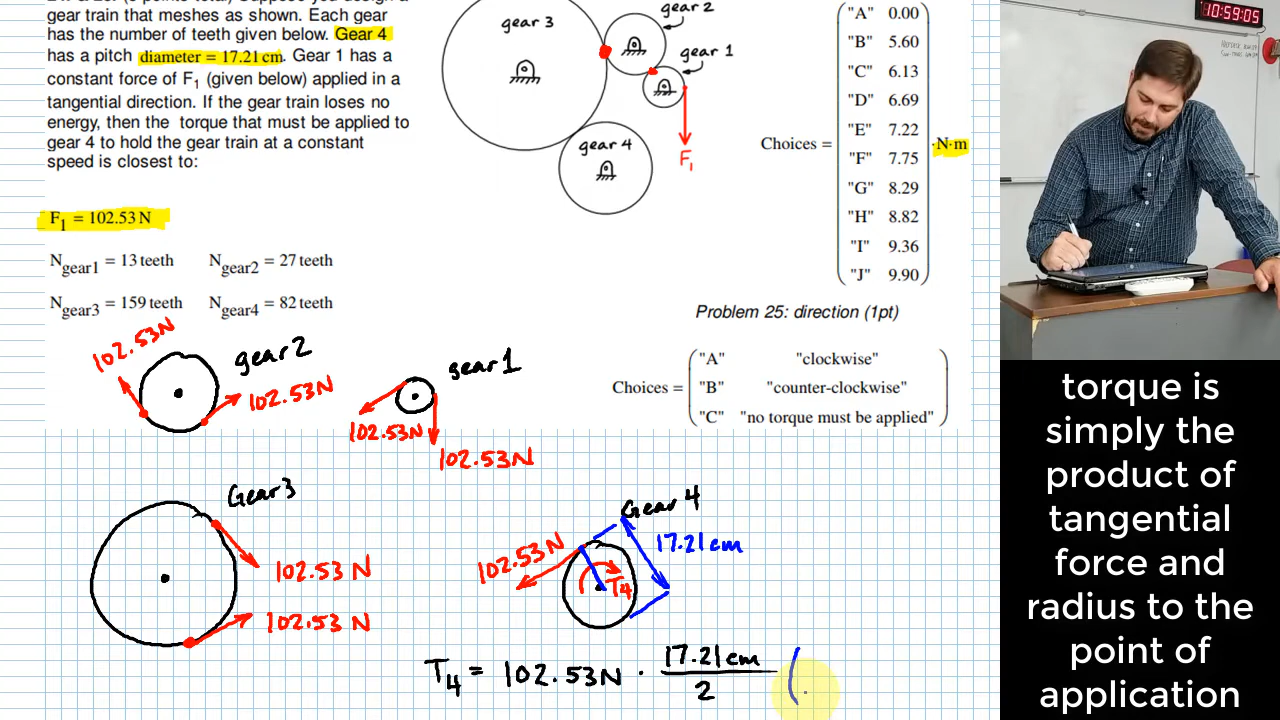 gear train that meshes as shown. Each gear
has the number of teeth given below. Gear 4
has a pitch diameter = 17.21 cm. Gear 1 has a
constant force of F1 (given below) applied in a
tangential direction. If the gear train loses no
energy, then the torque that must be applied to
gear 4 to hold the gear train at a constant
speed is closest to:
F1 = 102.53 N
Ngear1 = 13 teeth Ngear2 = 27 teeth
Ngear3 = 159 teeth Ngear4 = 82 teeth
gear 3
gear 2
gear 1
gear 4
F1
Choices =
"A" 0.00
"B" 5.60
"C" 6.13
"D" 6.69
"E" 7.22
"F" 7.75
"G" 8.29
"H" 8.82
"I" 9.36
"J" 9.90
·N·m
Problem 25: direction (1pt)
Choices =
"A" "clockwise"
"B" "counter-clockwise"
"C" "no torque must be applied"
102.53N
gear 2
102.53N
gear 1
102.53N
102.53N
Gear 3
102.53 N
102.53 N
Gear 4
17.21 cm
102.53 N
T4
T4 = 102.53N · 17.21 cm / 2 (
10:59:05
torque is
simply the
product of
tangential
force and
radius to the
point of
application